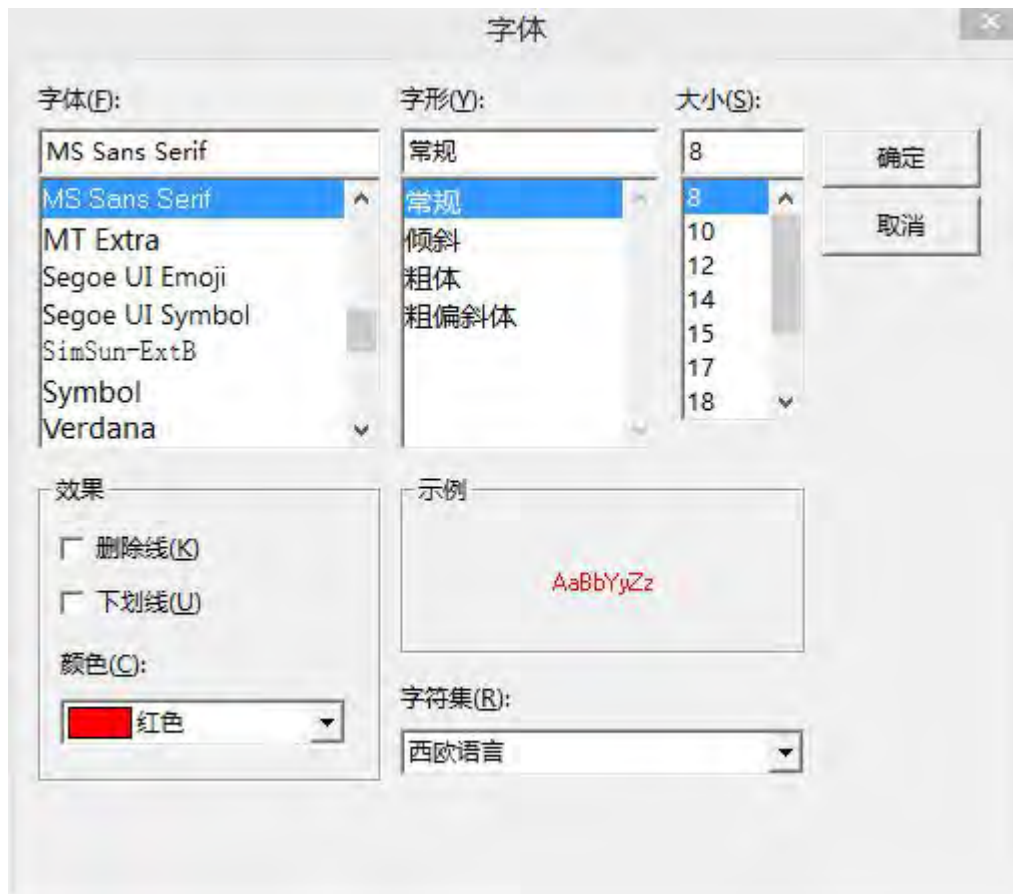 字体
字体(F):
字形(Y):
大小(S):
MS Sans Serif
常规
8
确定
取消
MS Sans Serif
MT Extra
Segoe UI Emoji
Segoe UI Symbol
SimSun-ExtB
Symbol
Verdana
常规
倾斜
粗体
粗偏斜体
8
10
12
14
15
17
18
效果
删除线(K)
下划线(U)
颜色(C):
红色
示例
AaBbYyZz
字符集(R):
西欧语言